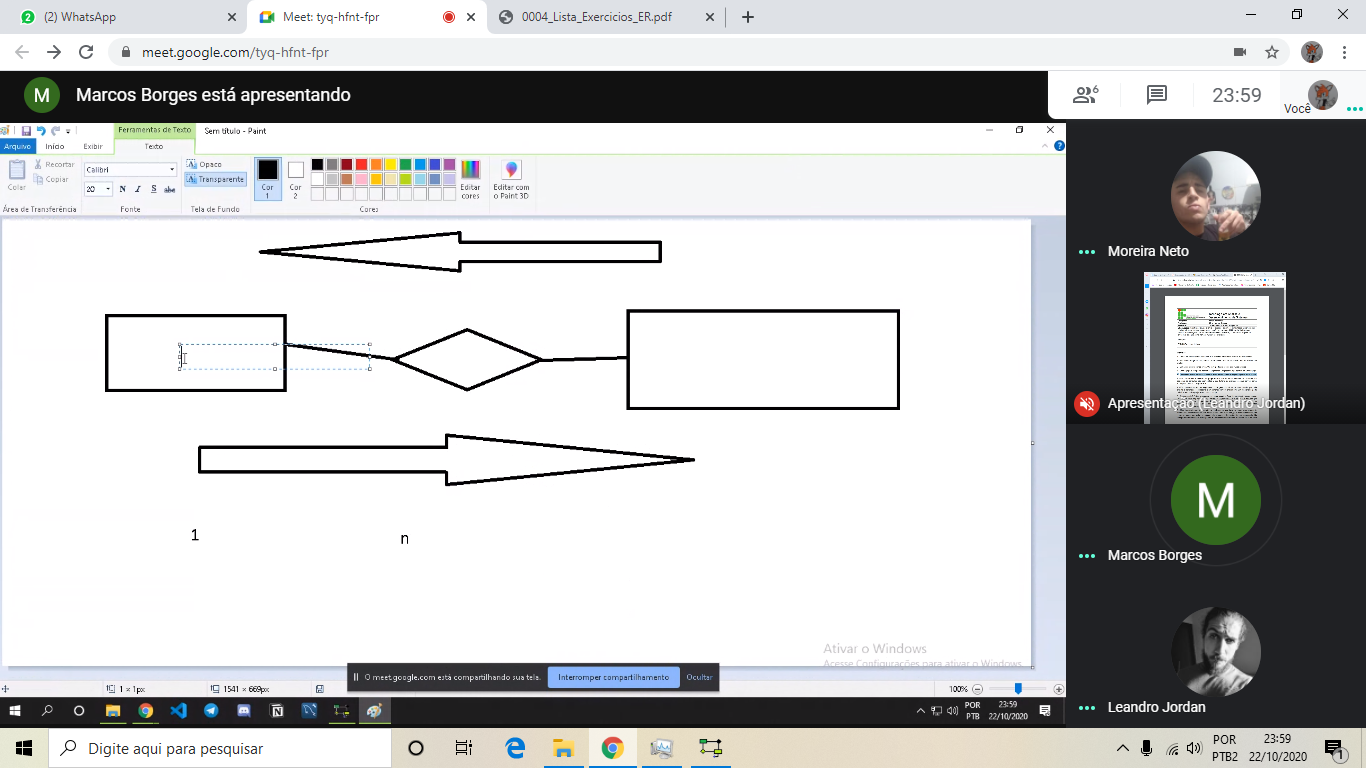 (2) WhatsApp
Meet: tyq-hfnt-fpr
0004_Lista_Exercicios_ER.pdf
meet.google.com/tyq-hfnt-fpr
M
Marcos Borges está apresentando
6
23:59
Você
Ferramentas de Texto
Sem título - Paint
Arquivo
Início
Exibir
Texto
Colar
Recortar
Copiar
Área de Transferência
Calibri
20
N
I
S
abc
Fonte
Opaco
Transparente
Tela de Fundo
Cor
1
Cor
2
Editar
cores
Cores
Editar com
o Paint 3D
1
n
Moreira Neto
Apresentação (Leandro Jordan)
M
Marcos Borges
Leandro Jordan
Ativar o Windows
Acesse Configurações para ativar o Windows.
O meet.google.com está compartilhando sua tela.
Interromper compartilhamento
Ocultar
1 × 1px
1541 × 669px
100%
POR
PTB
23:59
22/10/2020
Digite aqui para pesquisar
POR
PTB2
23:59
22/10/2020
1